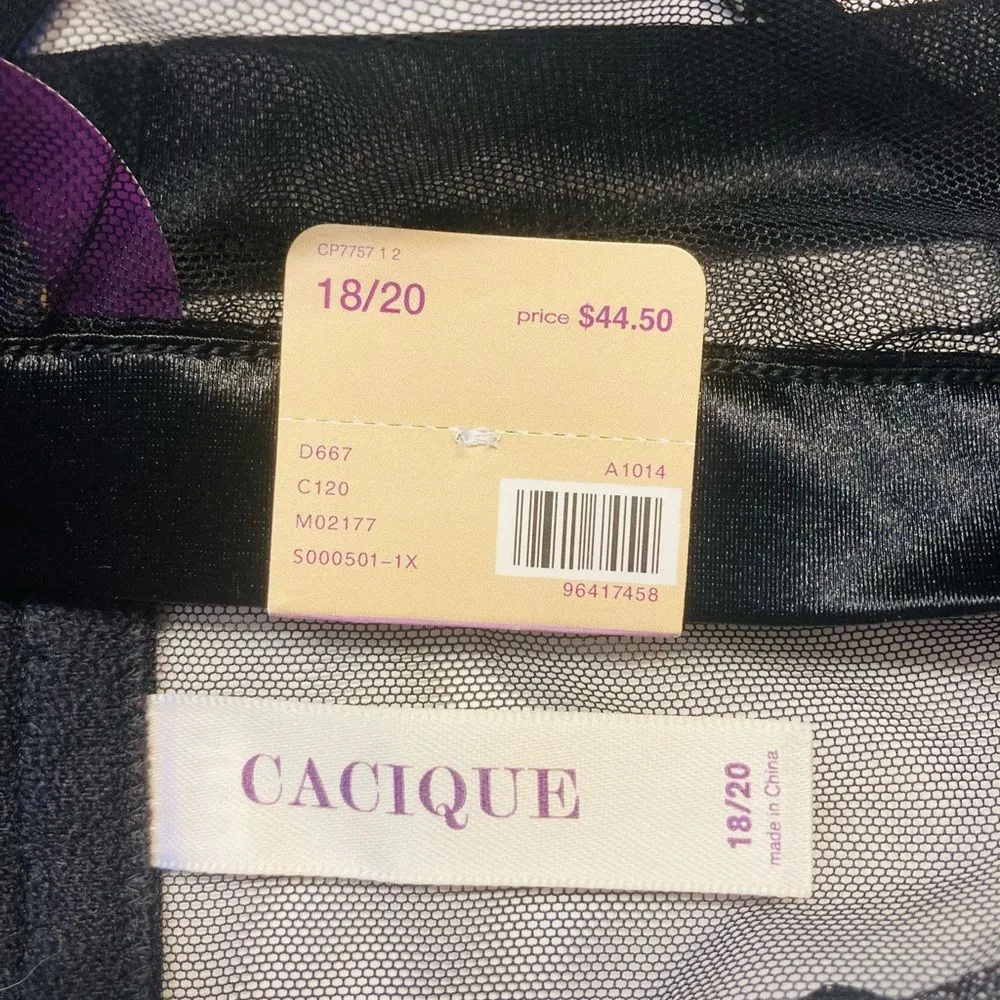 CP7757 1 2
18/20
price $44.50
D667
A1014
C120
M02177
S000501-1X
96417458
CACIQUE
18/20
made in China